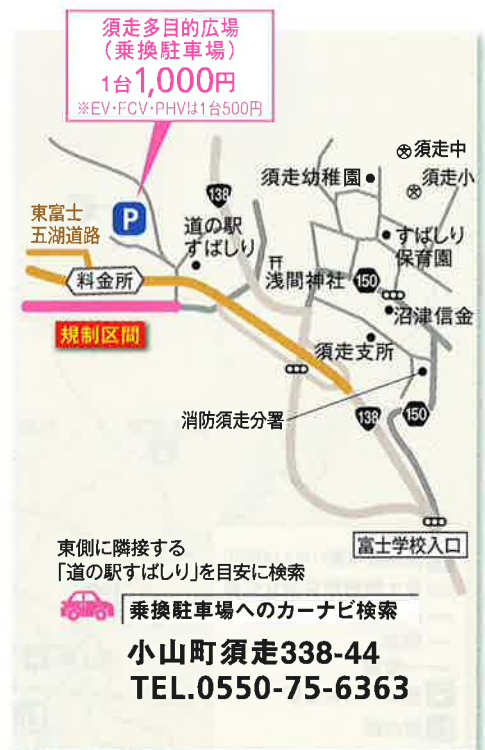 須走多目的広場
（乗換駐車場）
1台1,000円
※EV・FCV・PHVは1台500円
須走中
138
須走幼稚園
須走小
東富士
五湖道路
P
道の駅
すばしり
すばしり
保育園
料金所
浅間神社
150
沼津信金
規制区間
須走支所
消防須走分署
138
150
富士学校入口
東側に隣接する
「道の駅すばしり」を目安に検索
乗換駐車場へのカーナビ検索
小山町須走338-44
TEL.0550-75-6363